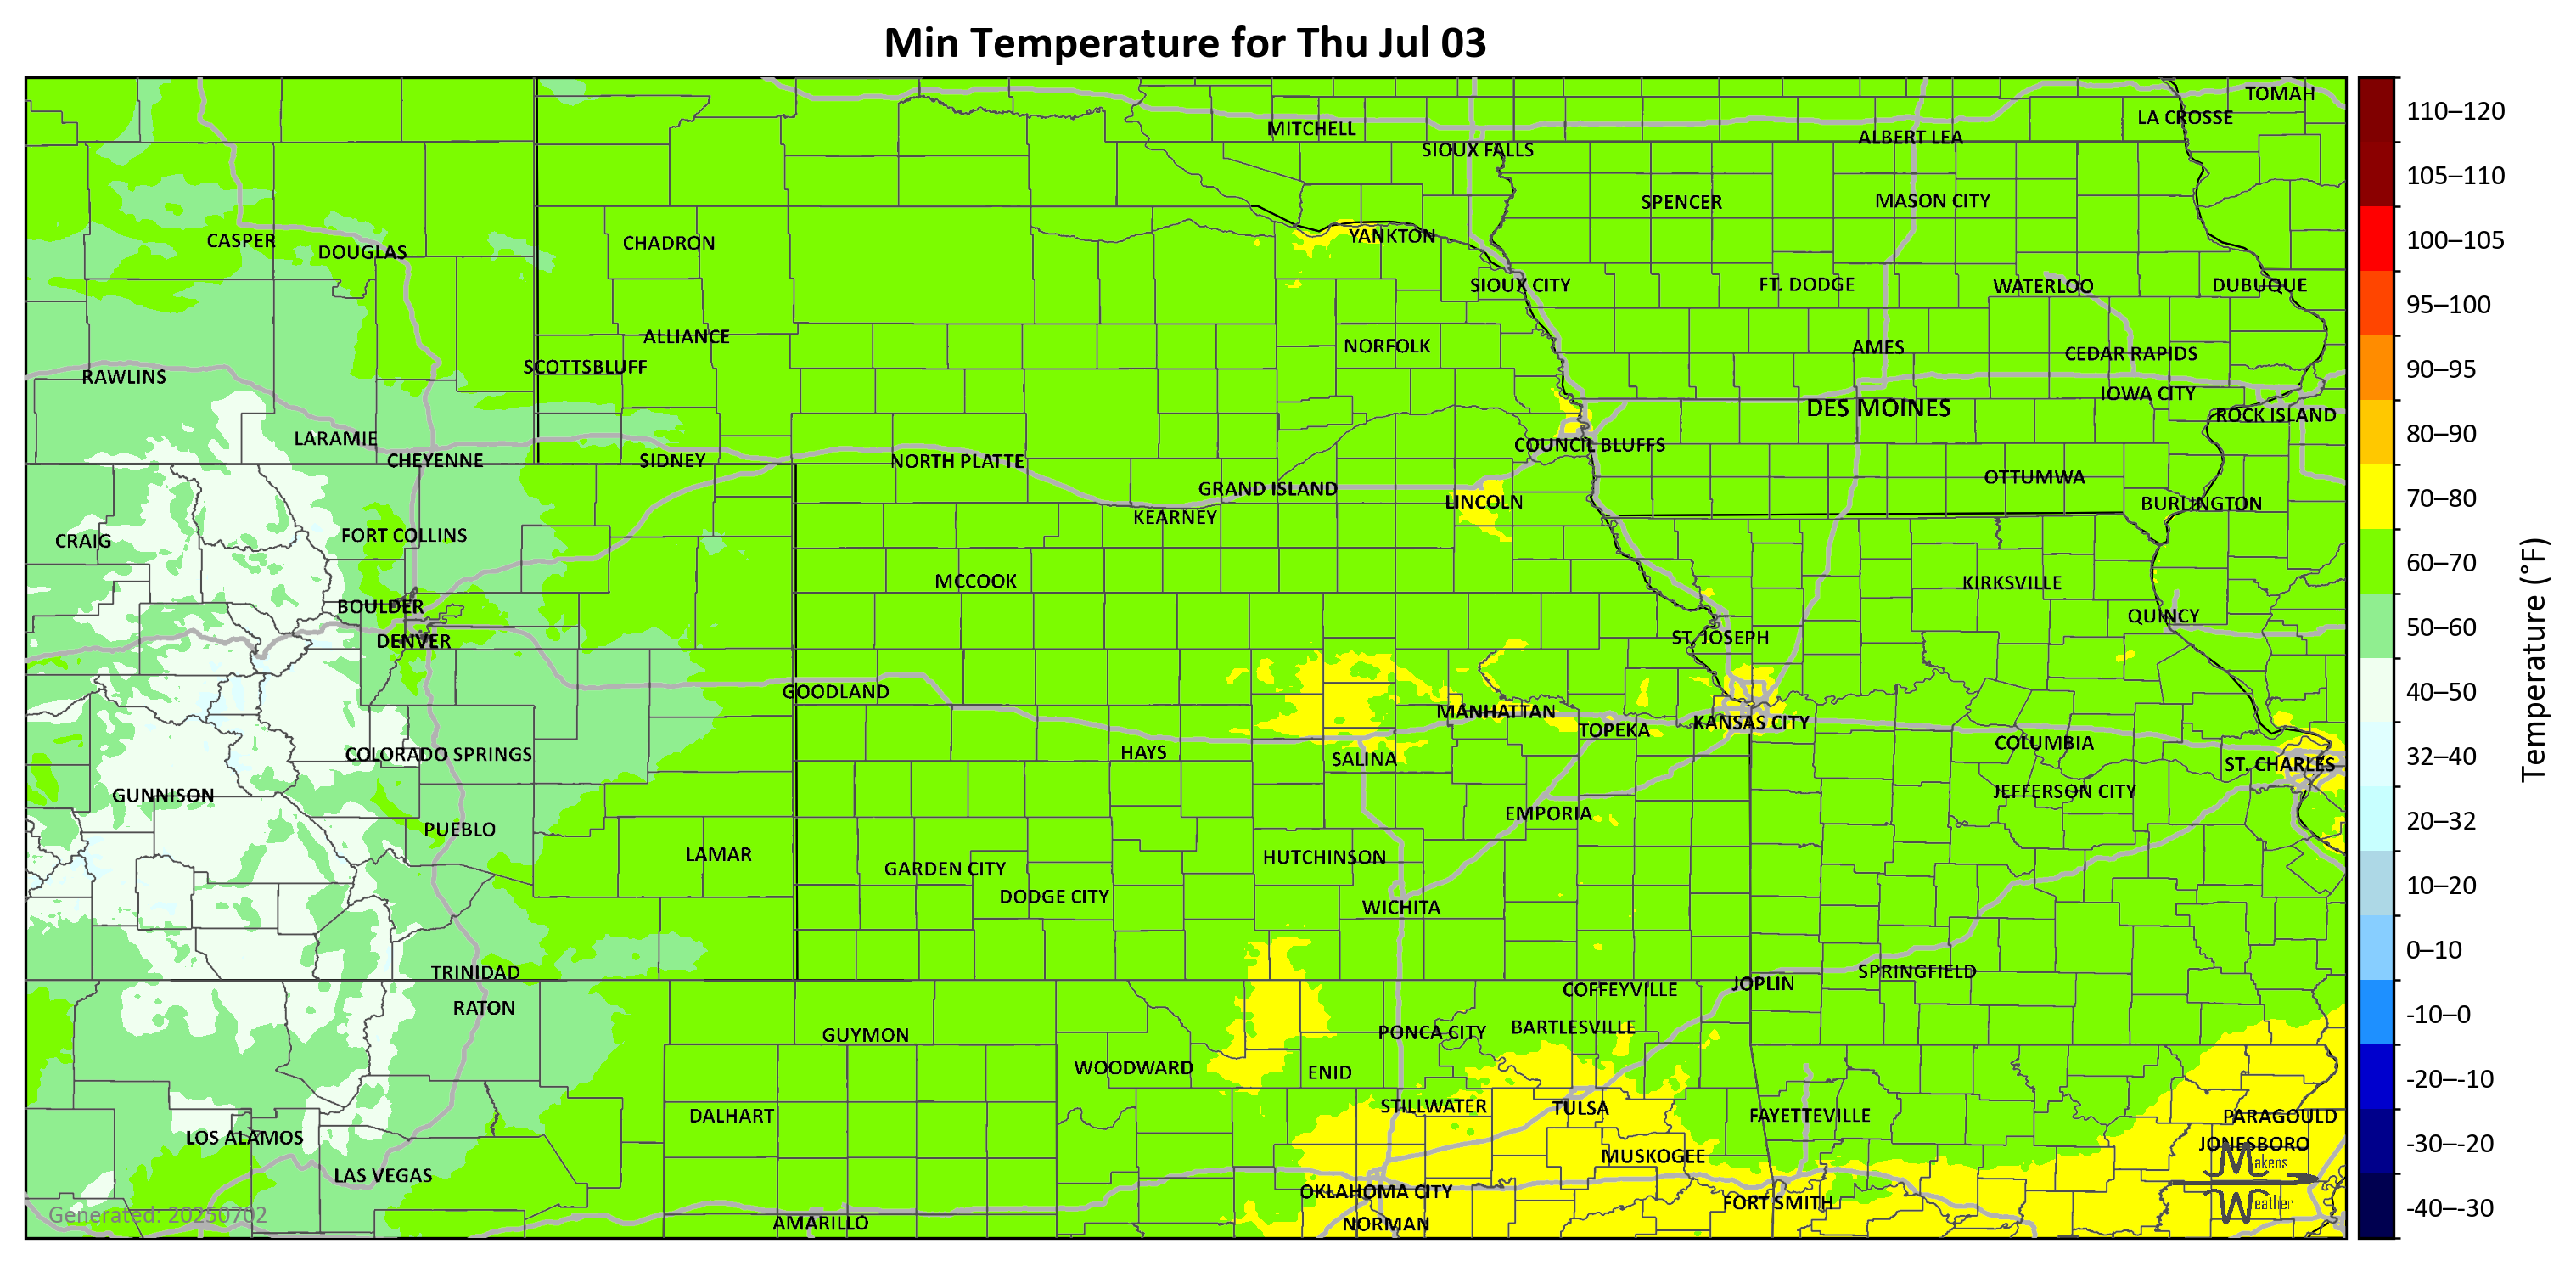 Min Temperature for Thu Jul 03
TOMAH
LA CROSSE
MITCHELL
ALBERT LEA
SIOUX FALLS
SPENCER
MASON CITY
YANKTON
CASPER
CHADRON
DOUGLAS
SIOUX CITY
FT. DODGE
WATERLOO
DUBUQUE
ALLIANCE
NORFOLK
AMES
CEDAR RAPIDS
SCOTTSBLUFF
RAWLINS
IOWA CITY
DES MOINES
ROCK ISLAND
LARAMIE
COUNCIL BLUFFS
CHEYENNE
SIDNEY
NORTH PLATTE
OTTUMWA
GRAND ISLAND
LINCOLN
BURLINGTON
KEARNEY
FORT COLLINS
CRAIG
MCCOOK
KIRKSVILLE
BOULDER
QUINCY
DENVER
ST. JOSEPH
GOODLAND
MANHATTAN
KANSAS CITY
TOPEKA
COLUMBIA
COLORADO SPRINGS
HAYS
SALINA
ST. CHARLES
GUNNISON
JEFFERSON CITY
EMPORIA
PUEBLO
LAMAR
HUTCHINSON
GARDEN CITY
DODGE CITY
WICHITA
TRINIDAD
SPRINGFIELD
JOPLIN
COFFEYVILLE
RATON
GUYMON
PONCA CITY
BARTLESVILLE
WOODWARD
ENID
STILLWATER
TULSA
DALHART
FAYETTEVILLE
PARAGOULD
LOS ALAMOS
JONESBORO
MUSKOGEE
LAS VEGAS
OKLAHOMA CITY
FORT SMITH
NORMAN
AMARILLO
Generated: 20250702
Makens
Weather
110–120
105–110
100–105
95–100
90–95
80–90
70–80
60–70
50–60
40–50
32–40
20–32
10–20
0–10
-10–0
-20–-10
-30–-20
-40–-30
Temperature (°F)